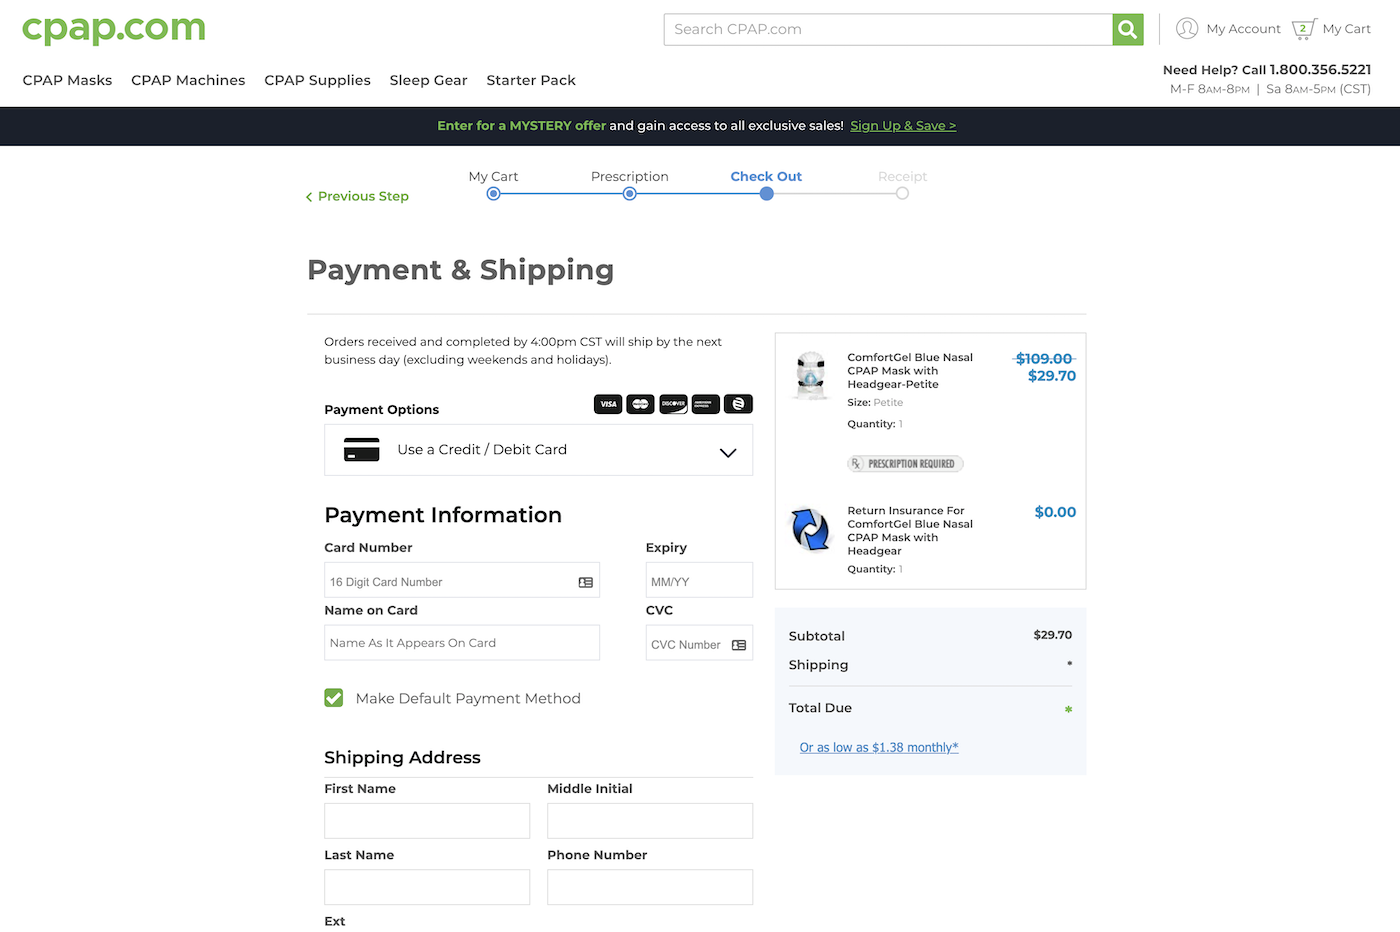 cpap.com
Search CPAP.com
My Account
2
My Cart
CPAP Masks CPAP Machines CPAP Supplies Sleep Gear Starter Pack
Need Help? Call 1.800.356.5221
M-F 8AM-8PM | Sa 8AM-5PM (CST)
Enter for a MYSTERY offer and gain access to all exclusive sales! Sign Up & Save >
Previous Step
My Cart Prescription Check Out Receipt
Payment & Shipping
Orders received and completed by 4:00pm CST will ship by the next
business day (excluding weekends and holidays).
Payment Options
VISA
DISCOVER
AMERICAN EXPRESS
Use a Credit / Debit Card
Payment Information
Card Number
16 Digit Card Number
Expiry
MM/YY
Name on Card
Name As It Appears On Card
CVC
CVC Number
Make Default Payment Method
Shipping Address
First Name
Middle Initial
Last Name
Phone Number
Ext
ComfortGel Blue Nasal
CPAP Mask with
Headgear-Petite
$109.00
$29.70
Size: Petite
Quantity: 1
Rx PRESCRIPTION REQUIRED
Return Insurance For
ComfortGel Blue Nasal
CPAP Mask with
Headgear
$0.00
Quantity: 1
Subtotal $29.70
Shipping *
Total Due *
Or as low as $1.38 monthly*